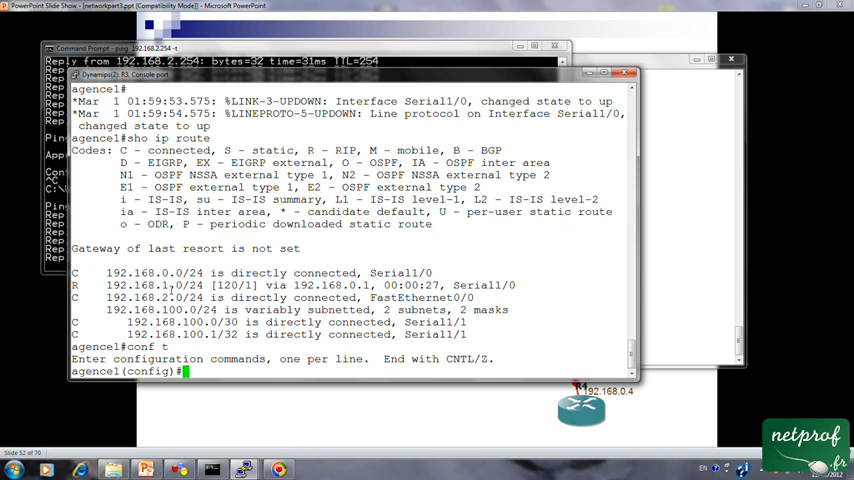 PowerPoint Slide Show - [networkpart3.ppt [Compatibility Mode]] - Microsoft PowerPoint
Command Prompt - ping 192.168.2.254 -t
Reply from 192.168.2.254: bytes=32 time=31ms TTL=254
Dynamips(2): R3, Console port
agence1#
*Mar  1 01:59:53.575: %LINK-3-UPDOWN: Interface Serial1/0, changed state to up
*Mar  1 01:59:54.575: %LINEPROTO-5-UPDOWN: Line protocol on Interface Serial1/0,
changed state to up
agence1#sho ip route
Codes: C - connected, S - static, R - RIP, M - mobile, B - BGP
D - EIGRP, EX - EIGRP external, O - OSPF, IA - OSPF inter area
N1 - OSPF NSSA external type 1, N2 - OSPF NSSA external type 2
E1 - OSPF external type 1, E2 - OSPF external type 2
i - IS-IS, su - IS-IS summary, L1 - IS-IS level-1, L2 - IS-IS level-2
ia - IS-IS inter area, * - candidate default, U - per-user static route
o - ODR, P - periodic downloaded static route
Gateway of last resort is not set
C    192.168.0.0/24 is directly connected, Serial1/0
R    192.168.1.0/24 [120/1] via 192.168.0.1, 00:00:27, Serial1/0
C    192.168.2.0/24 is directly connected, FastEthernet0/0
192.168.100.0/24 is variably subnetted, 2 subnets, 2 masks
C       192.168.100.0/30 is directly connected, Serial1/1
C       192.168.100.1/32 is directly connected, Serial1/1
agence1#conf t
Enter configuration commands, one per line.  End with CNTL/Z.
agence1(config)#
R4
192.168.0.4
Slide 52 of 70
EN
netprof
.fr